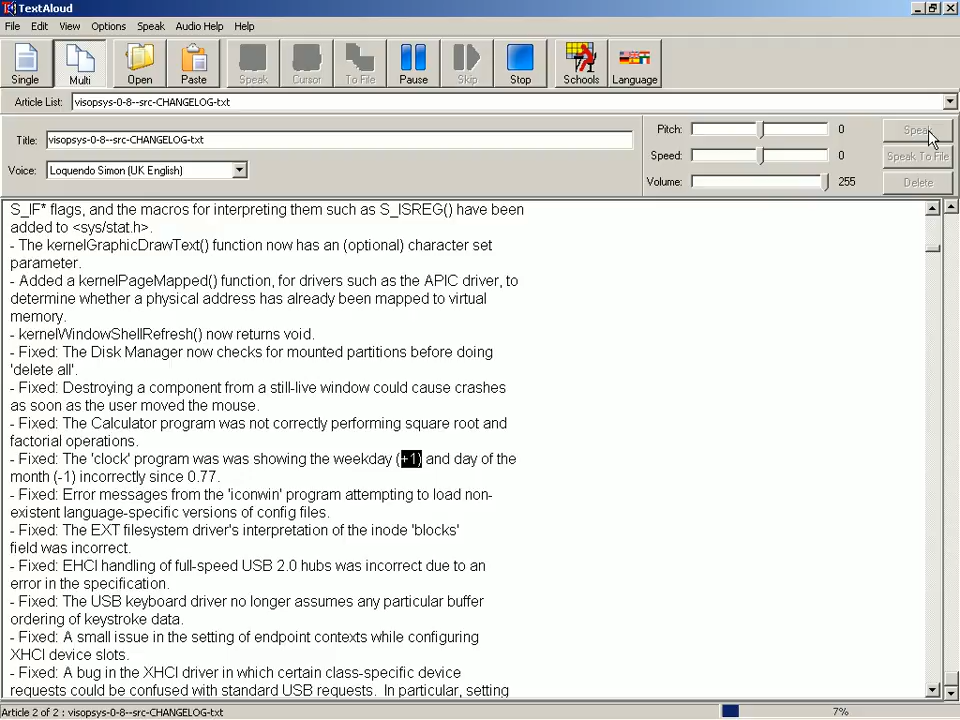 TextAloud
File Edit View Options Speak Audio Help Help
Single Multi Open Paste Speak Cursor To File Pause Skip Stop Schools Language
Article List: visopsys-0-8--src-CHANGELOG-txt
Title: visopsys-0-8--src-CHANGELOG-txt
Voice: Loquendo Simon (UK English)
Pitch: 0 Speak
Speed: 0 Speak To File
Volume: 255 Delete
S_IF* flags, and the macros for interpreting them such as S_ISREG() have been
added to <sys/stat.h>.
- The kernelGraphicDrawText() function now has an (optional) character set
parameter.
- Added a kernelPageMapped() function, for drivers such as the APIC driver, to
determine whether a physical address has already been mapped to virtual
memory.
- kernelWindowShellRefresh() now returns void.
- Fixed: The Disk Manager now checks for mounted partitions before doing
'delete all'.
- Fixed: Destroying a component from a still-live window could cause crashes
as soon as the user moved the mouse.
- Fixed: The Calculator program was not correctly performing square root and
factorial operations.
- Fixed: The 'clock' program was was showing the weekday (+1) and day of the
month (-1) incorrectly since 0.77.
- Fixed: Error messages from the 'iconwin' program attempting to load non-
existent language-specific versions of config files.
- Fixed: The EXT filesystem driver's interpretation of the inode 'blocks'
field was incorrect.
- Fixed: EHCI handling of full-speed USB 2.0 hubs was incorrect due to an
error in the specification.
- Fixed: The USB keyboard driver no longer assumes any particular buffer
ordering of keystroke data.
- Fixed: A small issue in the setting of endpoint contexts while configuring
XHCI device slots.
- Fixed: A bug in the XHCI driver in which certain class-specific device
requests could be confused with standard USB requests.  In particular, setting
Article 2 of 2 : visopsys-0-8--src-CHANGELOG-txt 7%